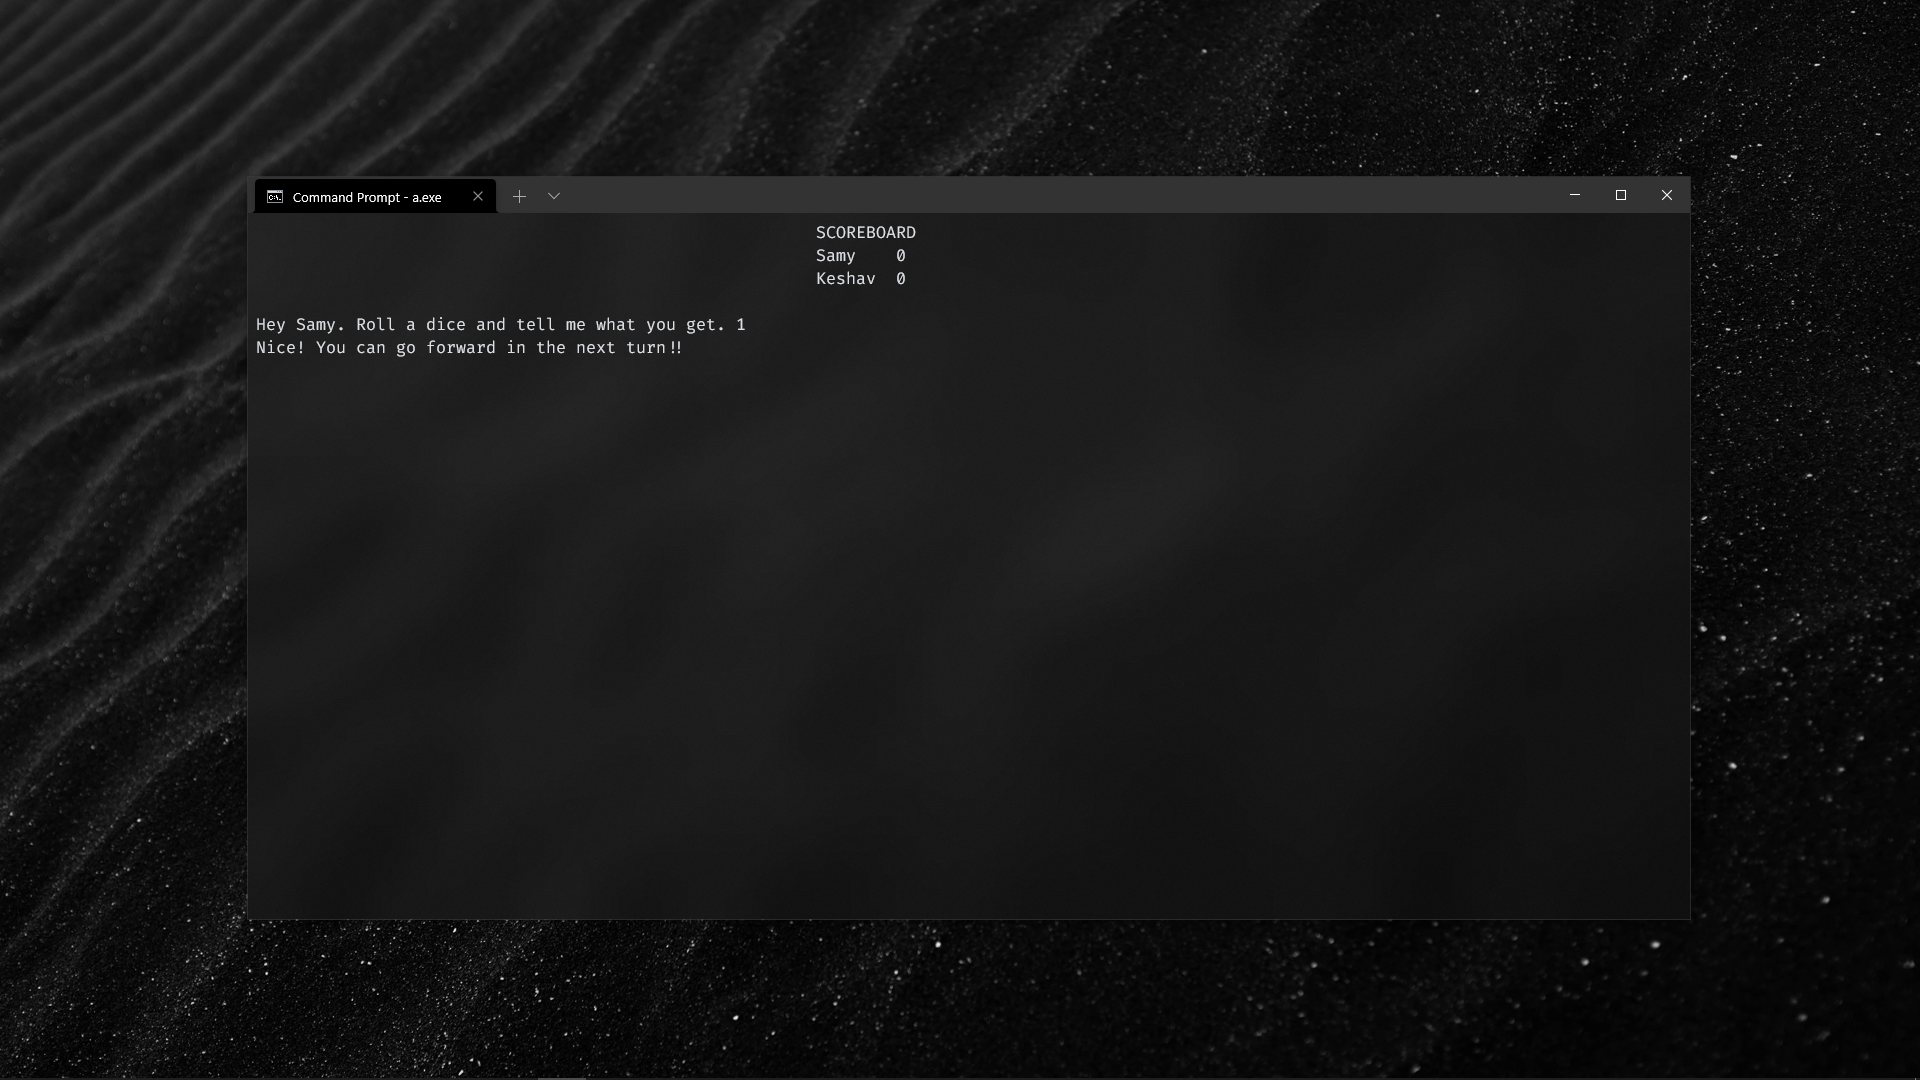 Command Prompt - a.exe
SCOREBOARD
Samy 0
Keshav 0
Hey Samy. Roll a dice and tell me what you get. 1
Nice! You can go forward in the next turn!!